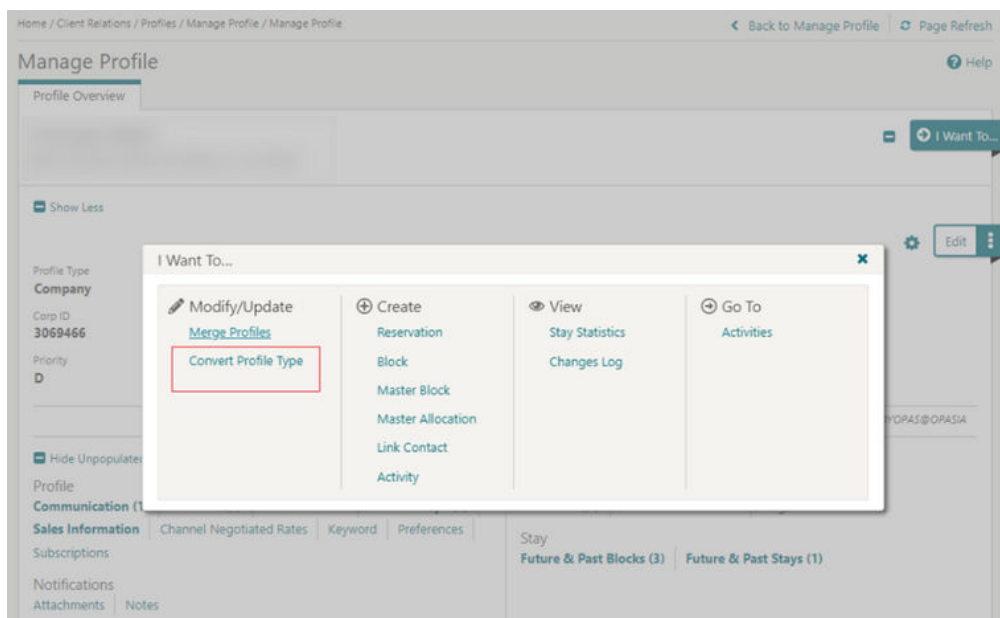 Home / Client Relations / Profiles / Manage Profile / Manage Profile
Back to Manage Profile
Page Refresh
Manage Profile
Help
Profile Overview
I Want To...
Show Less
Edit
Profile Type
Company
Corp ID
3069466
Priority
D
I Want To...
Modify/Update
Merge Profiles
Convert Profile Type
Create
Reservation
Block
Master Block
Master Allocation
Link Contact
Activity
View
Stay Statistics
Changes Log
Go To
Activities
YOPAS@OPASIA
Hide Unpopulated
Profile
Communication (1
Sales Information
Channel Negotiated Rates
Keyword
Preferences
Subscriptions
Notifications
Attachments
Notes
Stay
Future & Past Blocks (3)
Future & Past Stays (1)